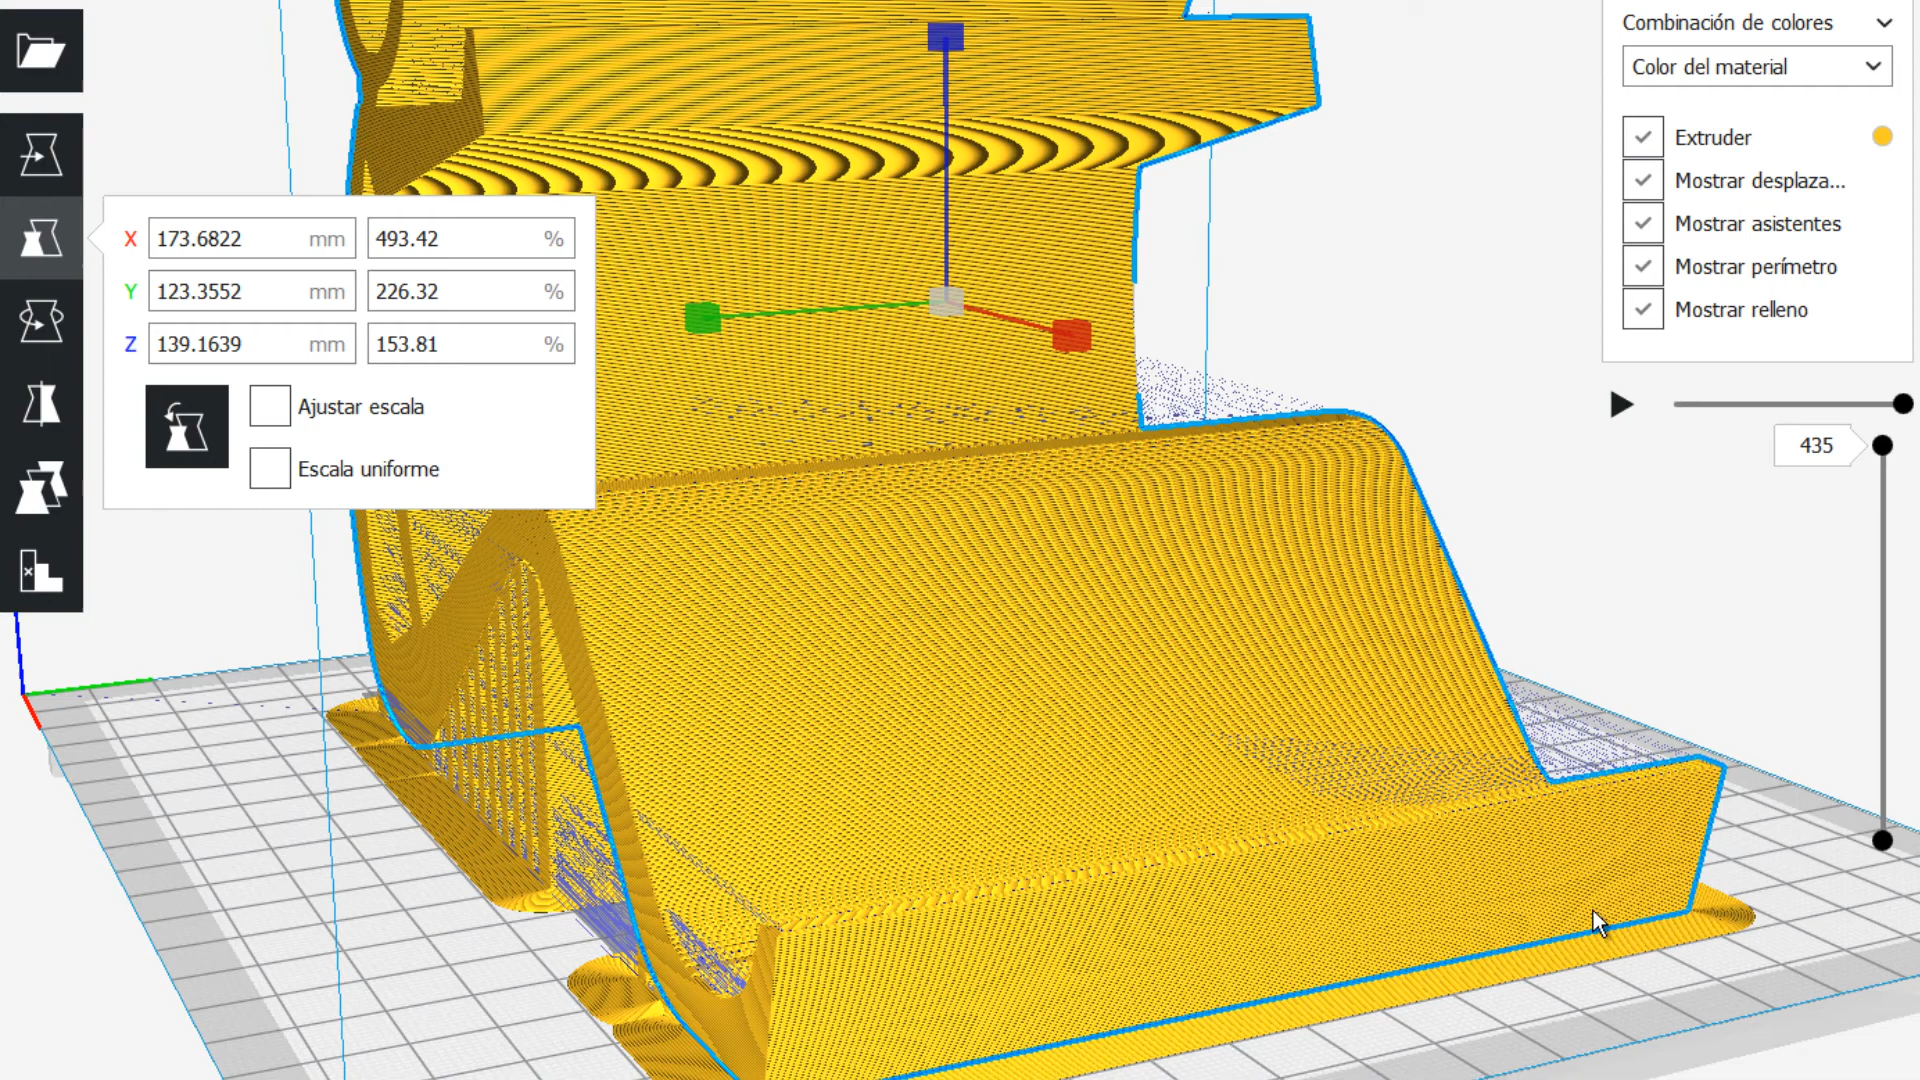 Combinación de colores
Color del material
Extruder
Mostrar desplaza...
Mostrar asistentes
Mostrar perímetro
Mostrar relleno
X 173.6822 mm 493.42 %
Y 123.3552 mm 226.32 %
Z 139.1639 mm 153.81 %
Ajustar escala
Escala uniforme
435